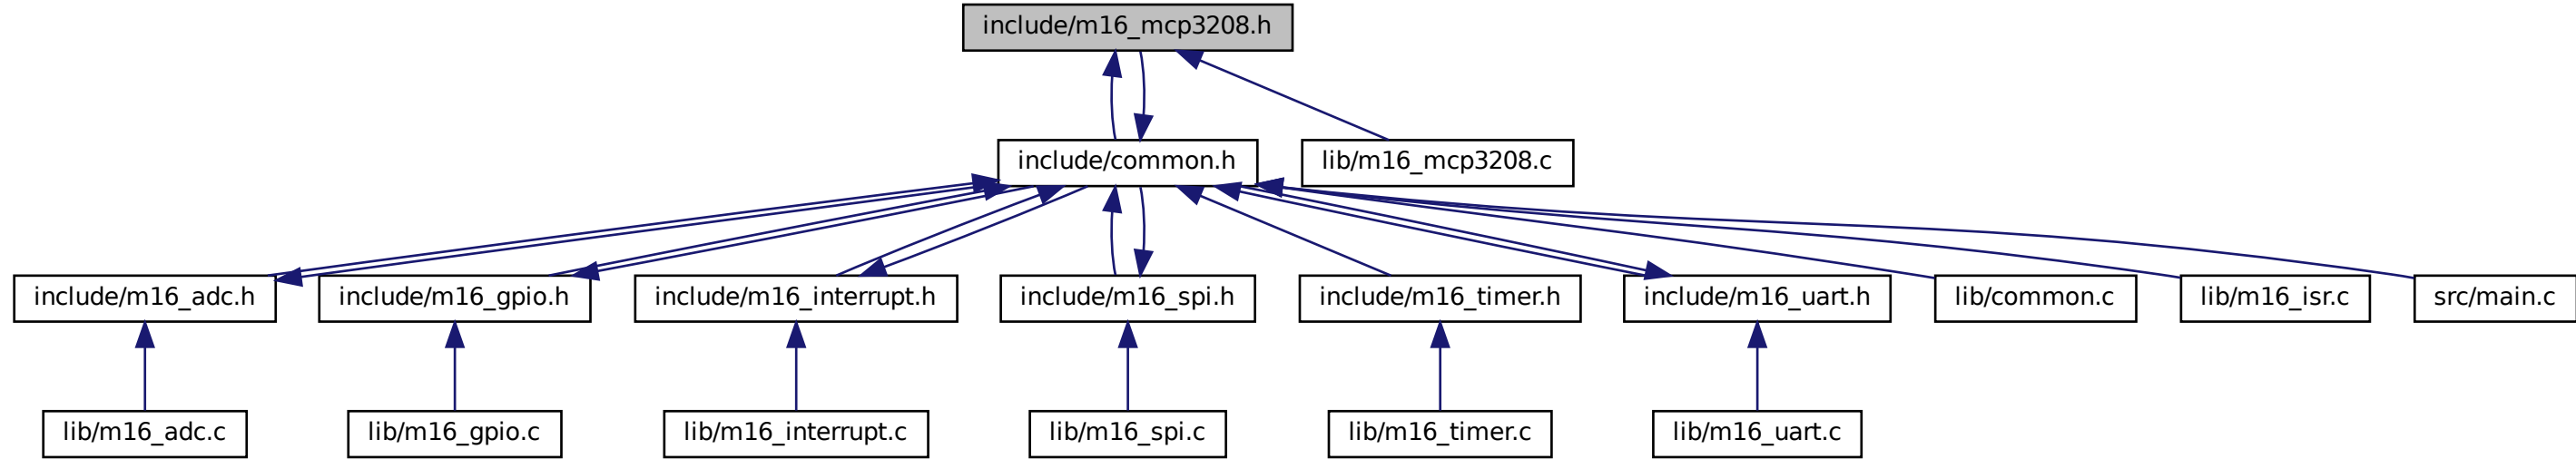 include/m16_mcp3208.h
include/common.h
lib/m16_mcp3208.c
include/m16_adc.h
include/m16_gpio.h
include/m16_interrupt.h
include/m16_spi.h
include/m16_timer.h
include/m16_uart.h
lib/common.c
lib/m16_isr.c
src/main.c
lib/m16_adc.c
lib/m16_gpio.c
lib/m16_interrupt.c
lib/m16_spi.c
lib/m16_timer.c
lib/m16_uart.c